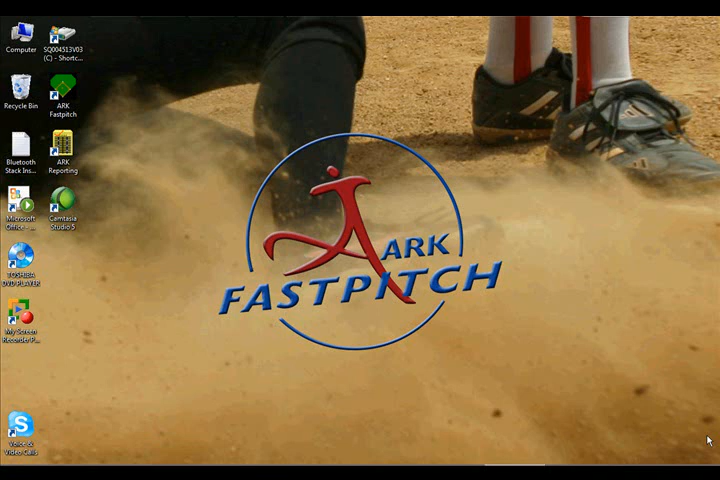 Computer
SQ004513V03
(C) - Shortc...
Recycle Bin
ARK
Fastpitch
Bluetooth
Stack Ins...
ARK
Reporting
Microsoft
Office - ...
Camtasia
Studio 5
TOSHIBA
DVD PLAYER
My Screen
Recorder P...
Voice &
Video Calls
ARK
FASTPITCH